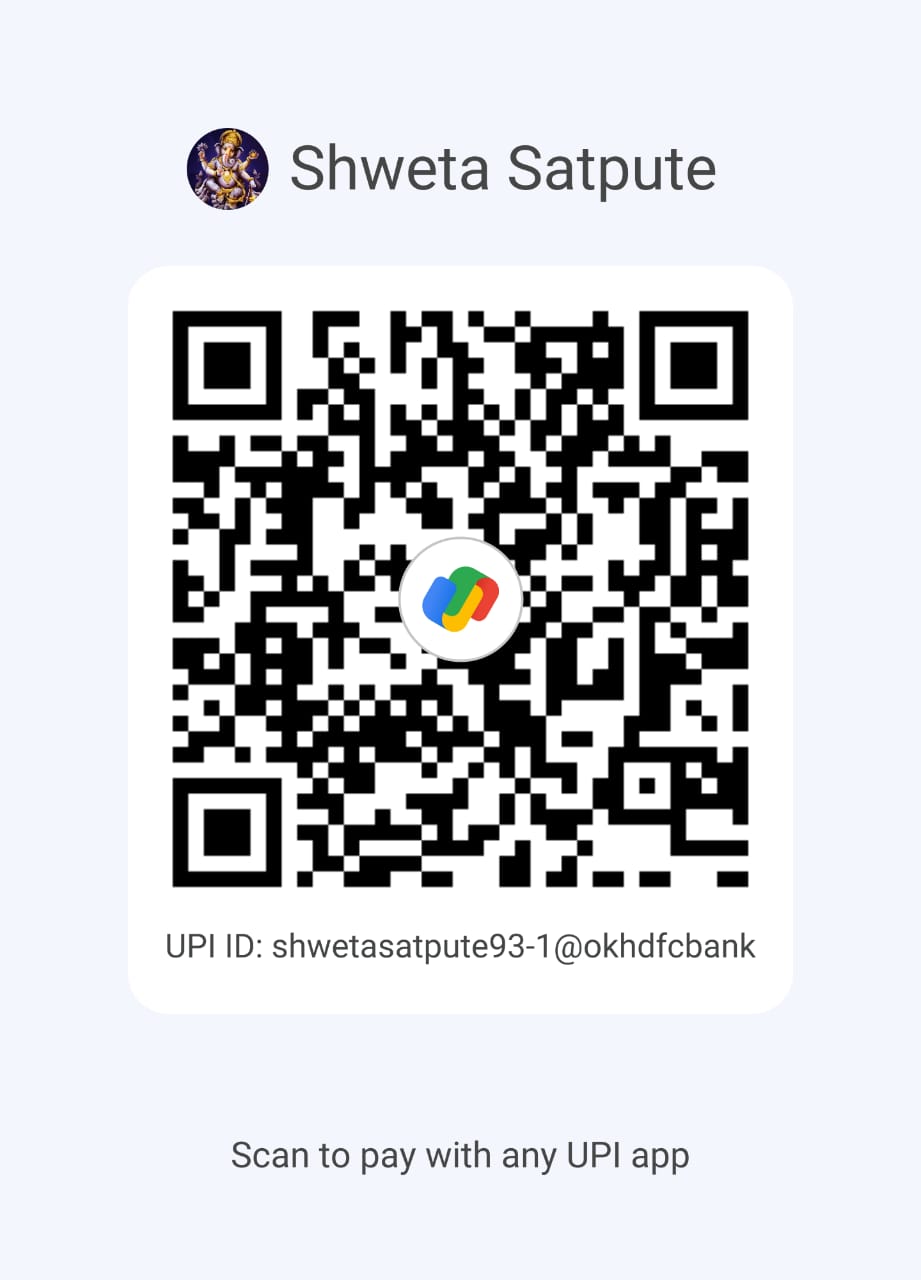 Shweta Satpute
UPI ID: shwetasatpute93-1@okhdfcbank
Scan to pay with any UPI app